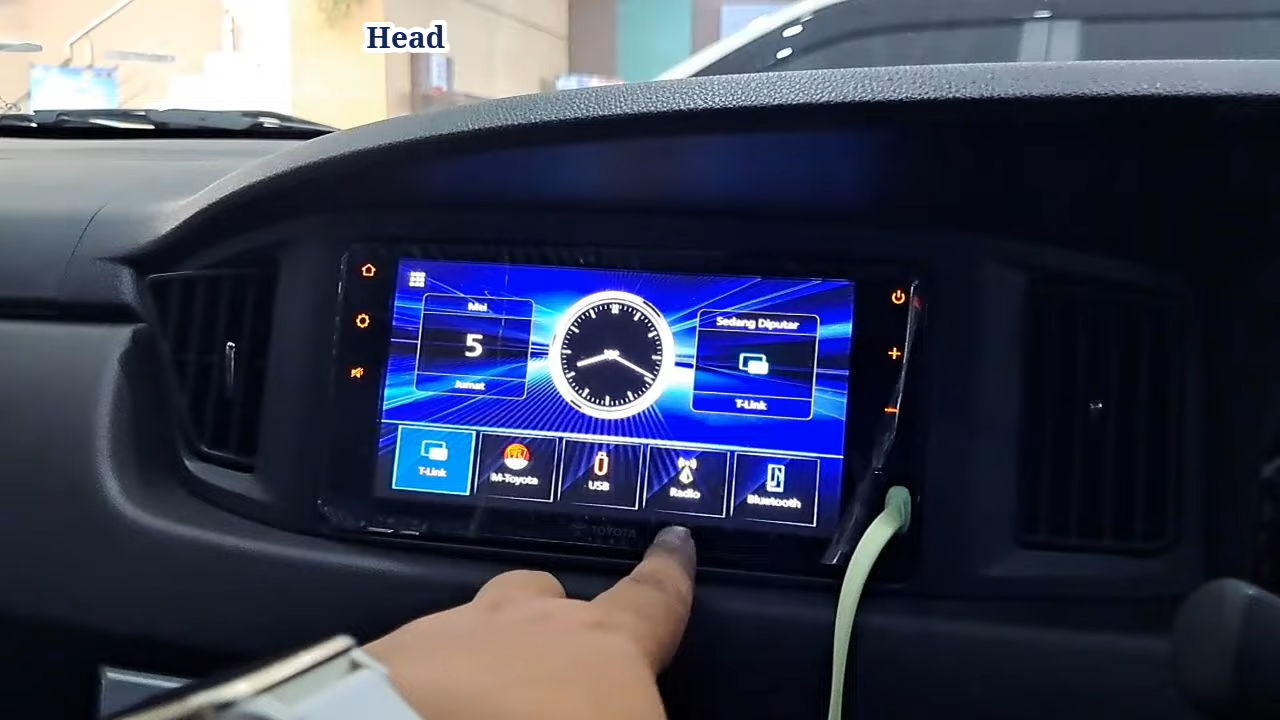 Head
Mei
5
Jumat
Sedang Diputar
T-Link
T-Link
M-Toyota
USB
Radio
Bluetooth
TOYOTA